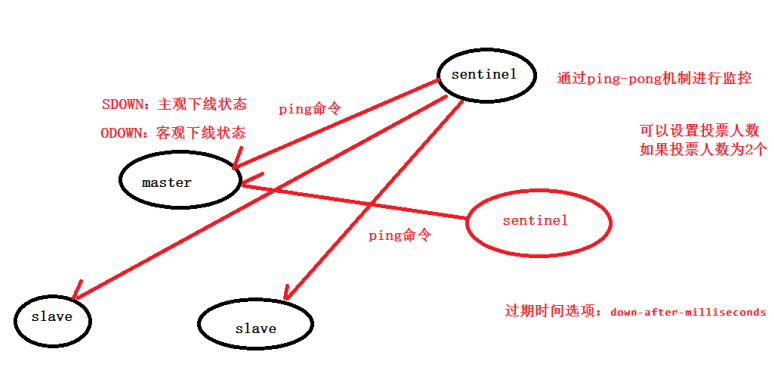 sentinel
通过ping-pong机制进行监控
SDOWN：主观下线状态
ping命令
ODOWN：客观下线状态
可以设置投票人数
如果投票人数为2个
master
sentinel
ping命令
slave
slave
过期时间选项：down-after-milliseconds